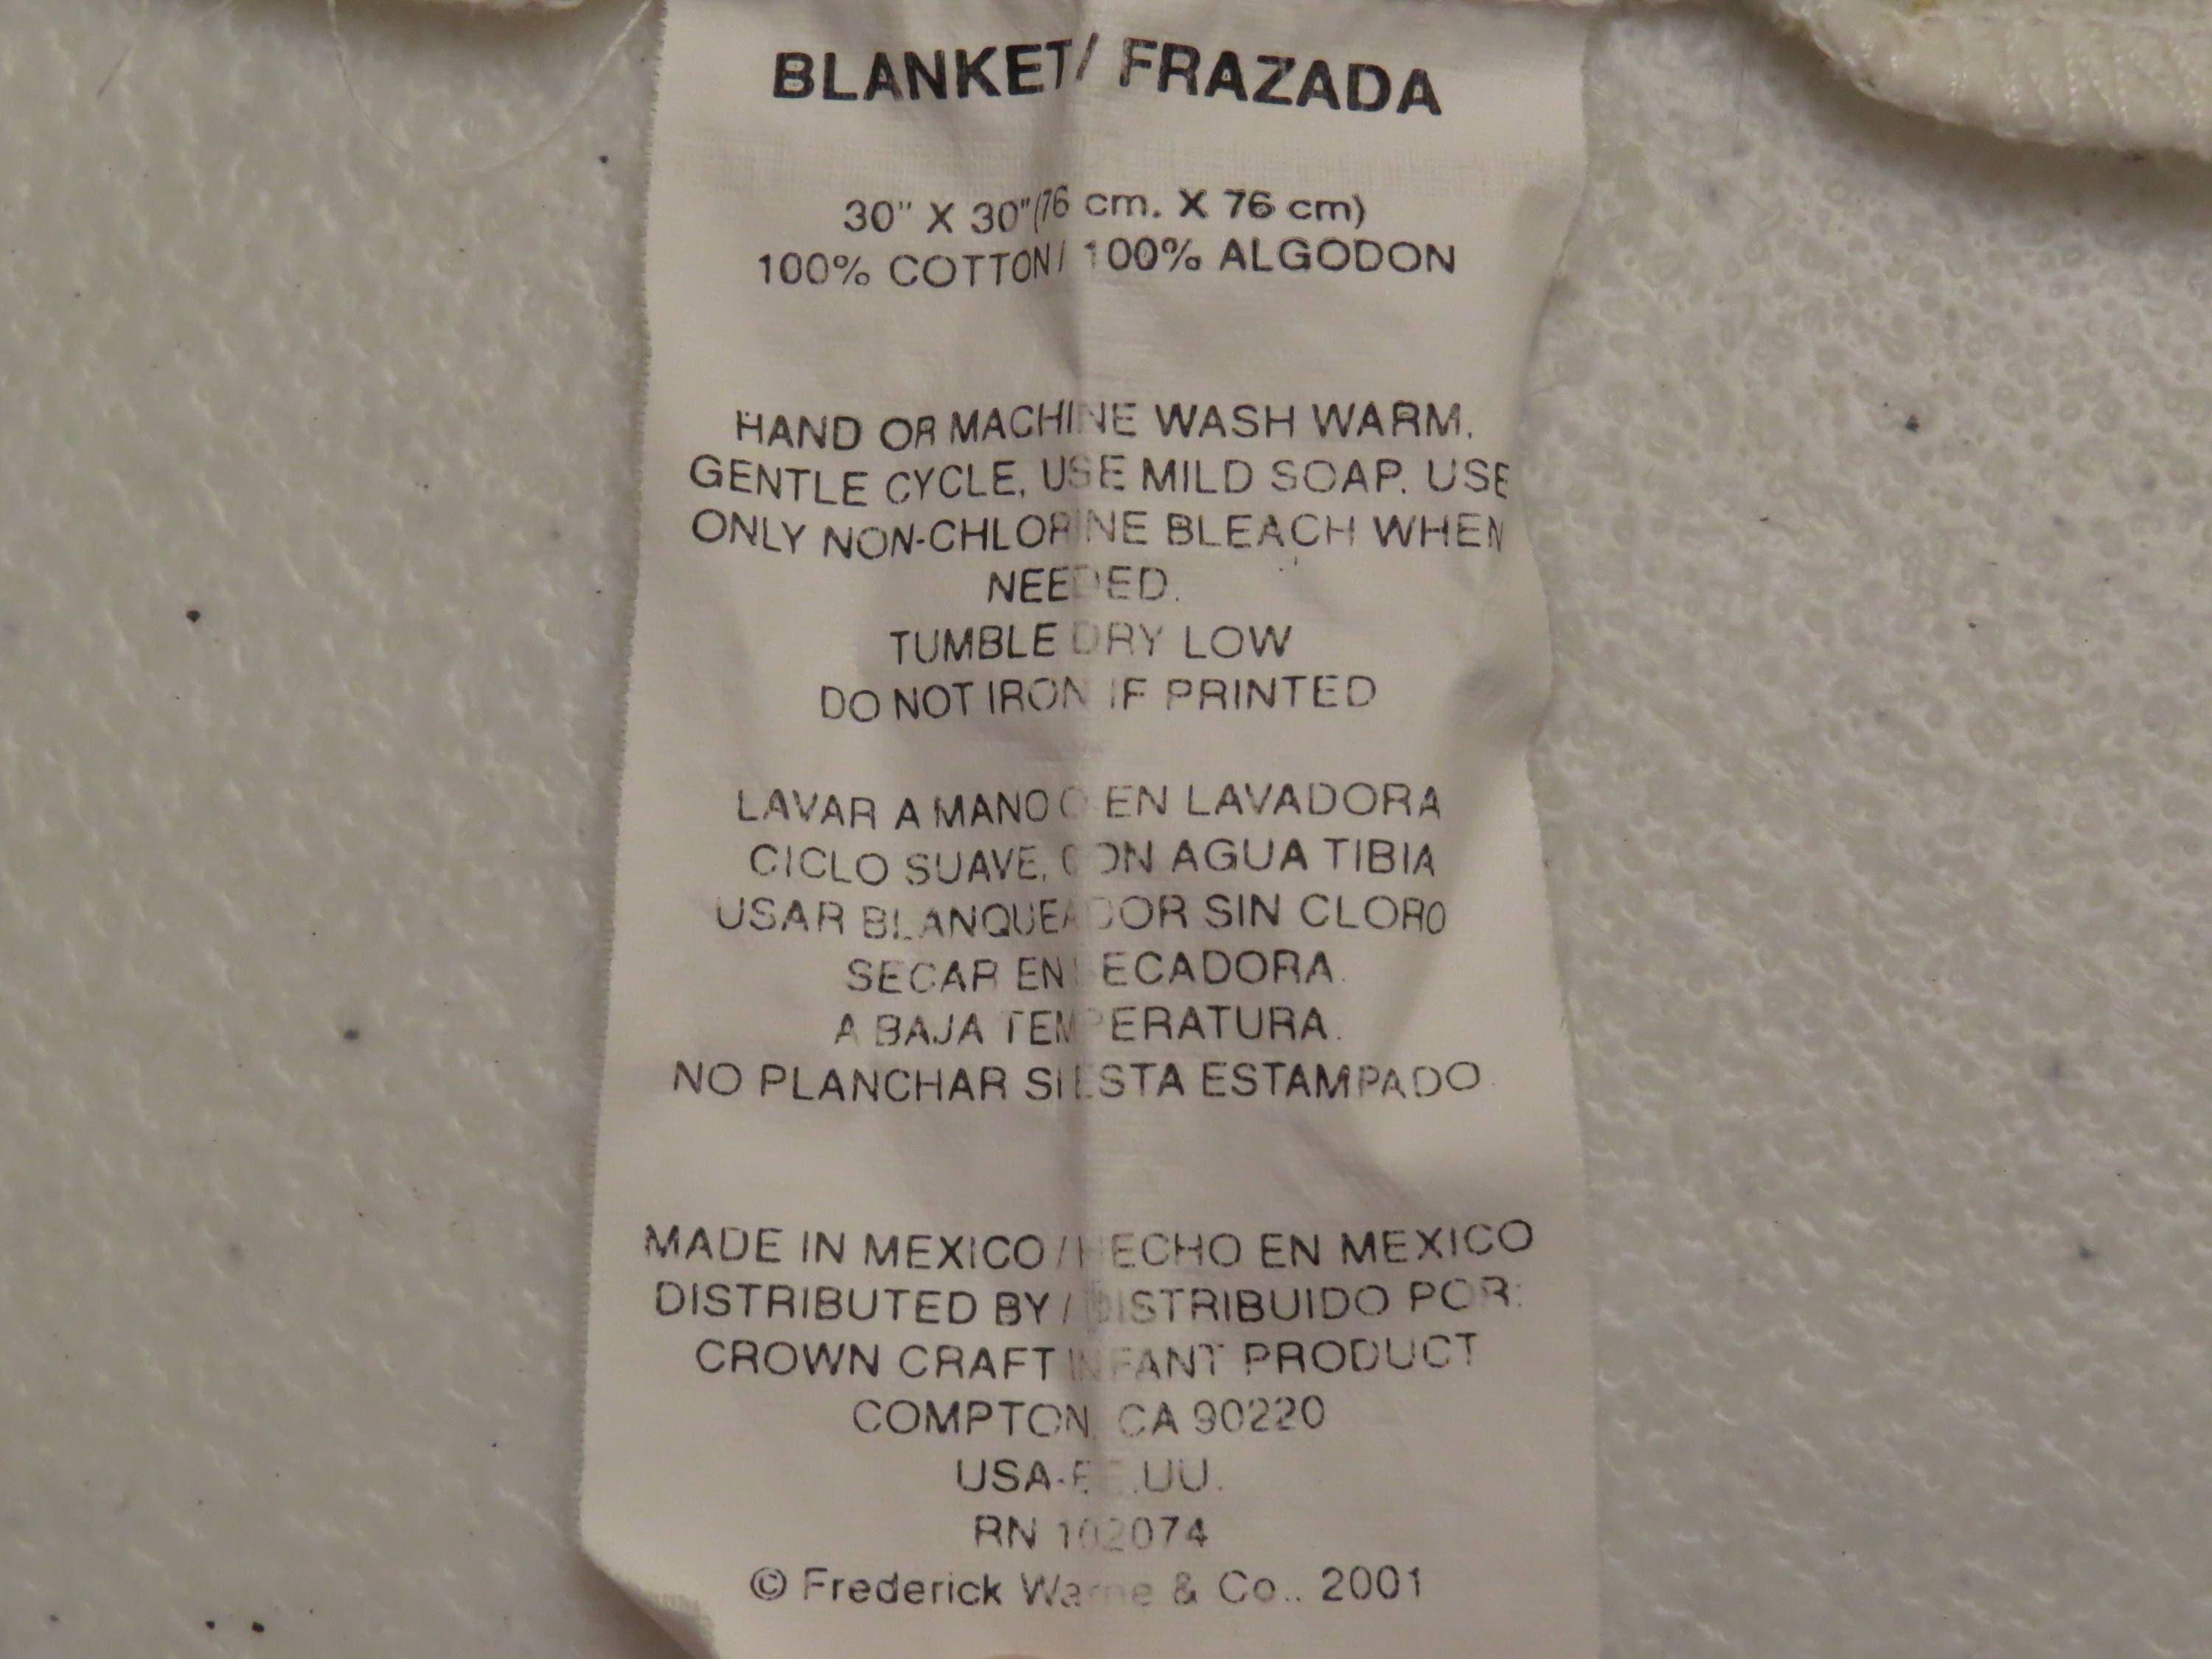 BLANKET/ FRAZADA
30" X 30"(76 cm. X 76 cm)
100% COTTON/ 100% ALGODON
HAND OR MACHINE WASH WARM.
GENTLE CYCLE, USE MILD SOAP. USE
ONLY NON-CHLORINE BLEACH WHEN
NEEDED.
TUMBLE DRY LOW
DO NOT IRON IF PRINTED
LAVAR A MANO O EN LAVADORA
CICLO SUAVE, CON AGUA TIBIA
USAR BLANQUEADOR SIN CLORO
SECAR EN SECADORA.
A BAJA TEMPERATURA.
NO PLANCHAR SI ESTA ESTAMPADO
MADE IN MEXICO / HECHO EN MEXICO
DISTRIBUTED BY / DISTRIBUIDO POR:
CROWN CRAFT INFANT PRODUCT
COMPTON, CA 90220
USA-EE.UU.
RN 102074
© Frederick Warne & Co.. 2001